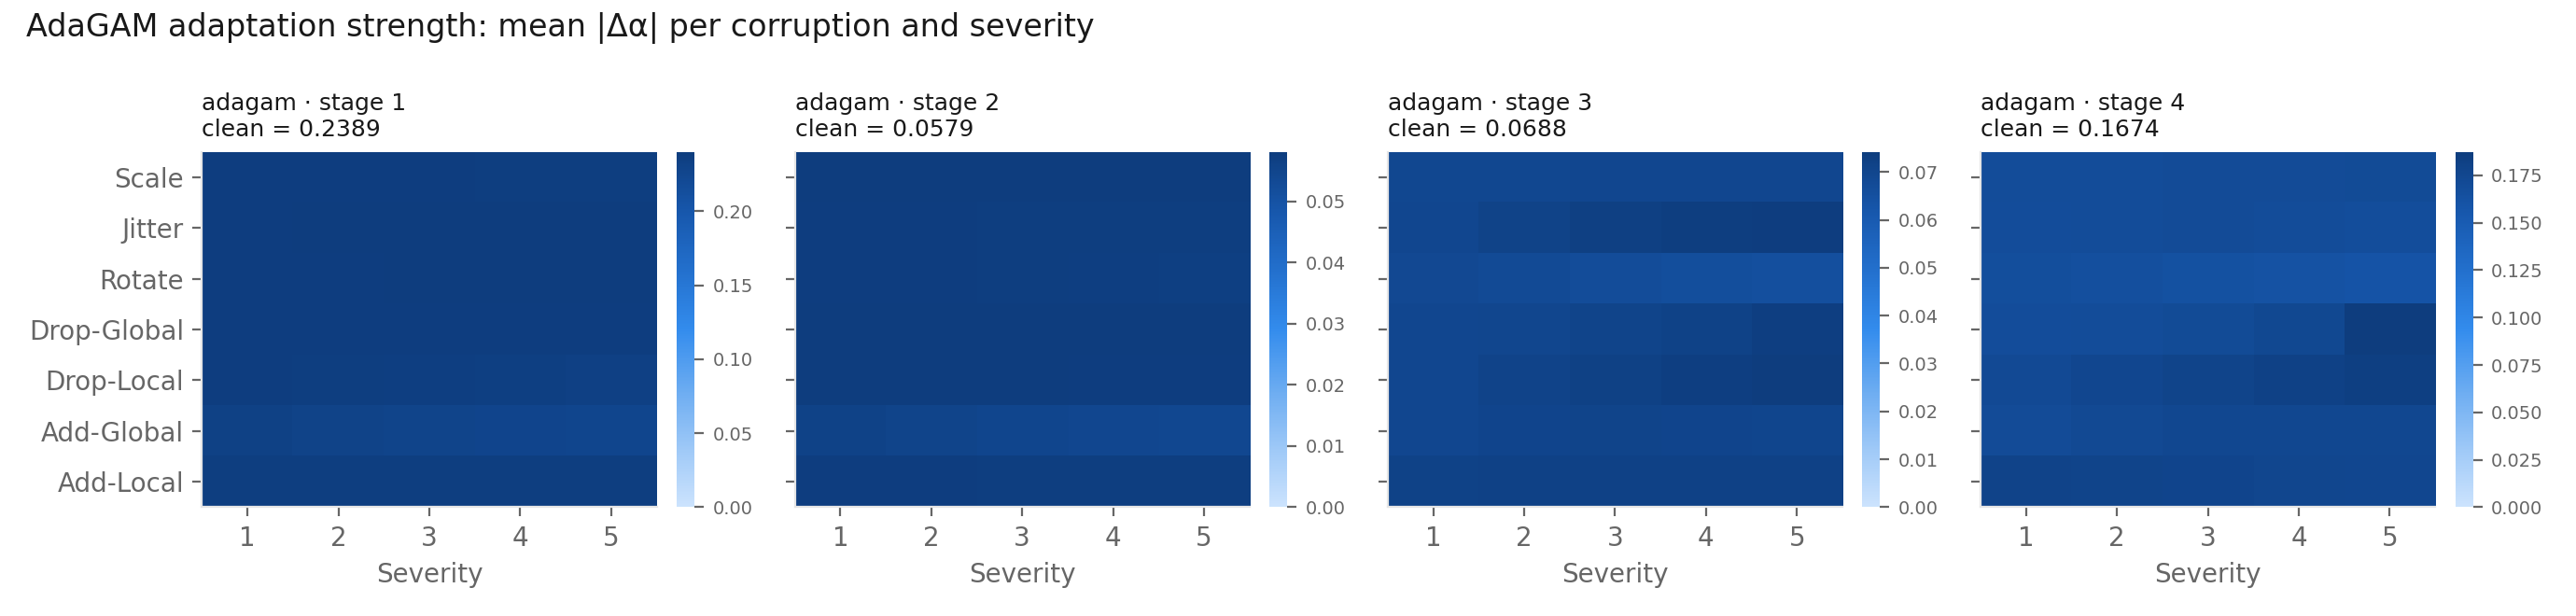 AdaGAM adaptation strength: mean |Δα| per corruption and severity
adagam · stage 1
clean = 0.2389
Scale
Jitter
Rotate
Drop-Global
Drop-Local
Add-Global
Add-Local
1 2 3 4 5
Severity
0.20
0.15
0.10
0.05
0.00
adagam · stage 2
clean = 0.0579
1 2 3 4 5
Severity
0.05
0.04
0.03
0.02
0.01
0.00
adagam · stage 3
clean = 0.0688
1 2 3 4 5
Severity
0.07
0.06
0.05
0.04
0.03
0.02
0.01
0.00
adagam · stage 4
clean = 0.1674
1 2 3 4 5
Severity
0.175
0.150
0.125
0.100
0.075
0.050
0.025
0.000